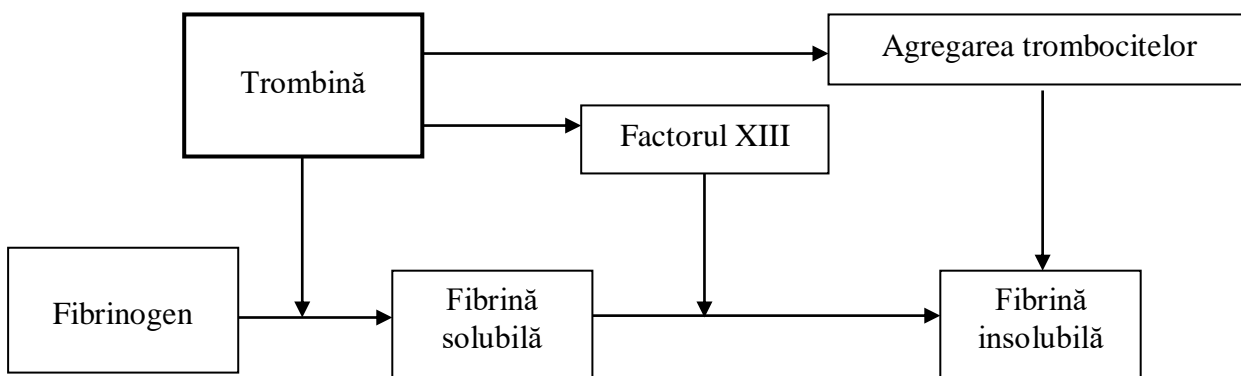 Agregarea trombocitelor
Trombină
Factorul XIII
Fibrinogen
Fibrină
solubilă
Fibrină
insolubilă